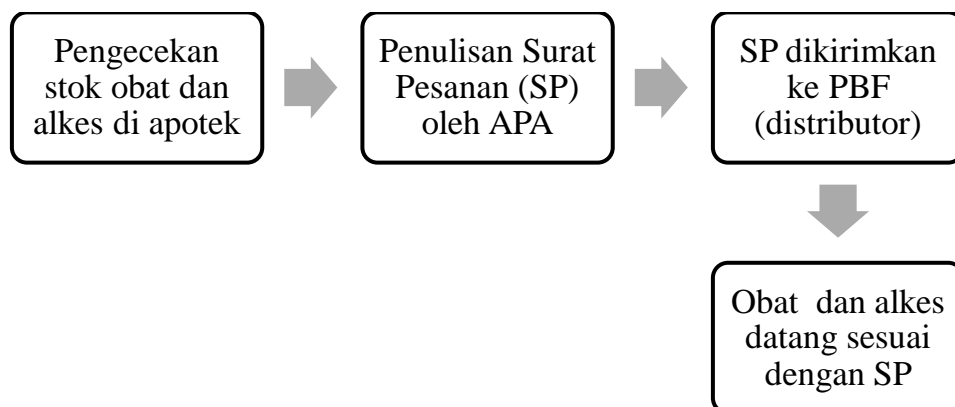 Pengecekan
stok obat dan
alkes di apotek
Penulisan Surat
Pesanan (SP)
oleh APA
SP dikirimkan
ke PBF
(distributor)
Obat dan alkes
datang sesuai
dengan SP